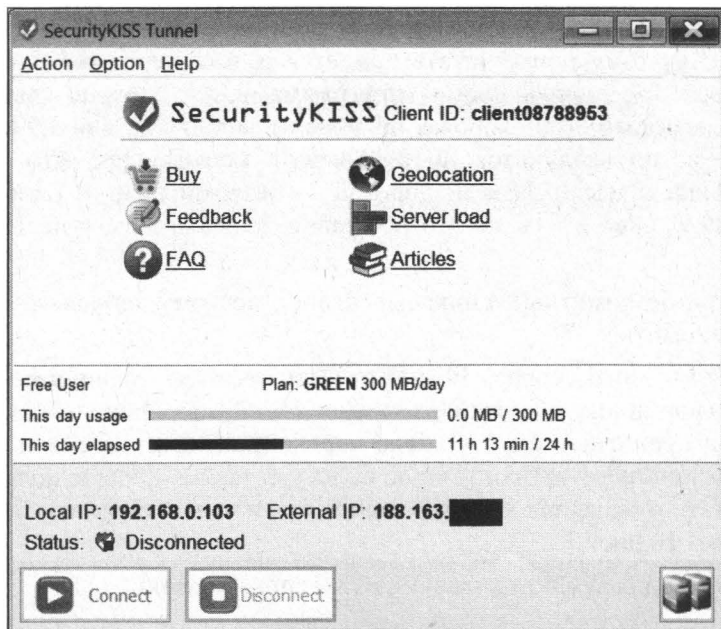 SecurityKISS Tunnel
Action Option Help
SecurityKISS Client ID: client08788953
Buy Geolocation
Feedback Server load
FAQ Articles
Free User Plan: GREEN 300 MB/day
This day usage 0.0 MB / 300 MB
This day elapsed 11 h 13 min / 24 h
Local IP: 192.168.0.103 External IP: 188.163.
Status: Disconnected
Connect Disconnect